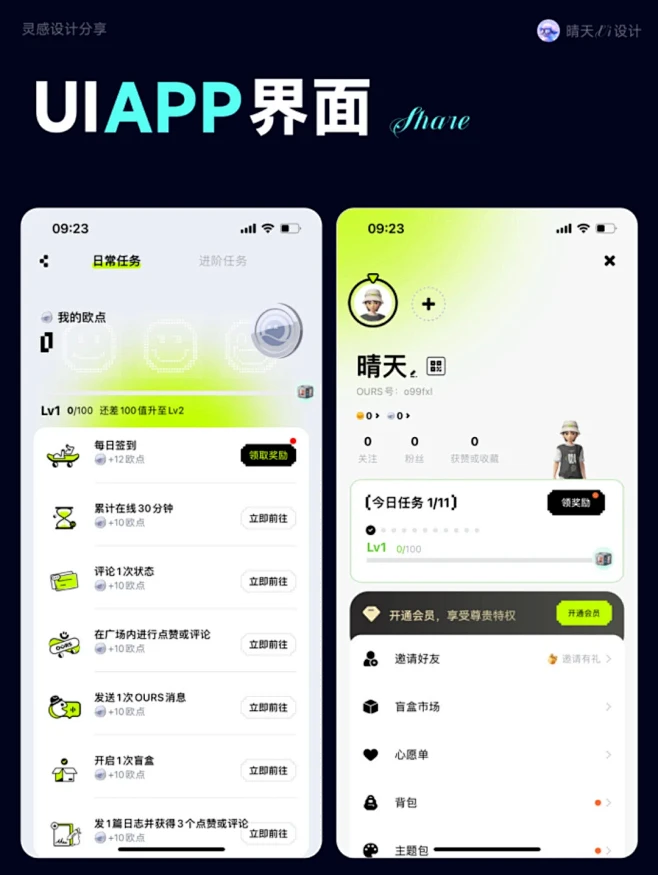 灵感设计分享
晴天Ui设计
UIAPP界面 Share
09:23
日常任务 进阶任务
我的欧点
0
Lv1 0/100 还差100值升至Lv2
每日签到
+12欧点
领取奖励
累计在线30分钟
+10欧点
立即前往
评论1次状态
+10欧点
立即前往
在广场内进行点赞或评论
+10欧点
立即前往
发送1次OURS消息
+10欧点
立即前往
开启1次盲盒
+10欧点
立即前往
发1篇日志并获得3个点赞或评论
+10欧点
立即前往
09:23
晴天
OURS号: o99fxl
0 0
0 0 0
关注 粉丝 获赞或收藏
今日任务 1/11
领奖励
Lv1 0/100
开通会员，享受尊贵特权
开通会员
邀请好友 邀请有礼
盲盒市场
心愿单
背包
主题包